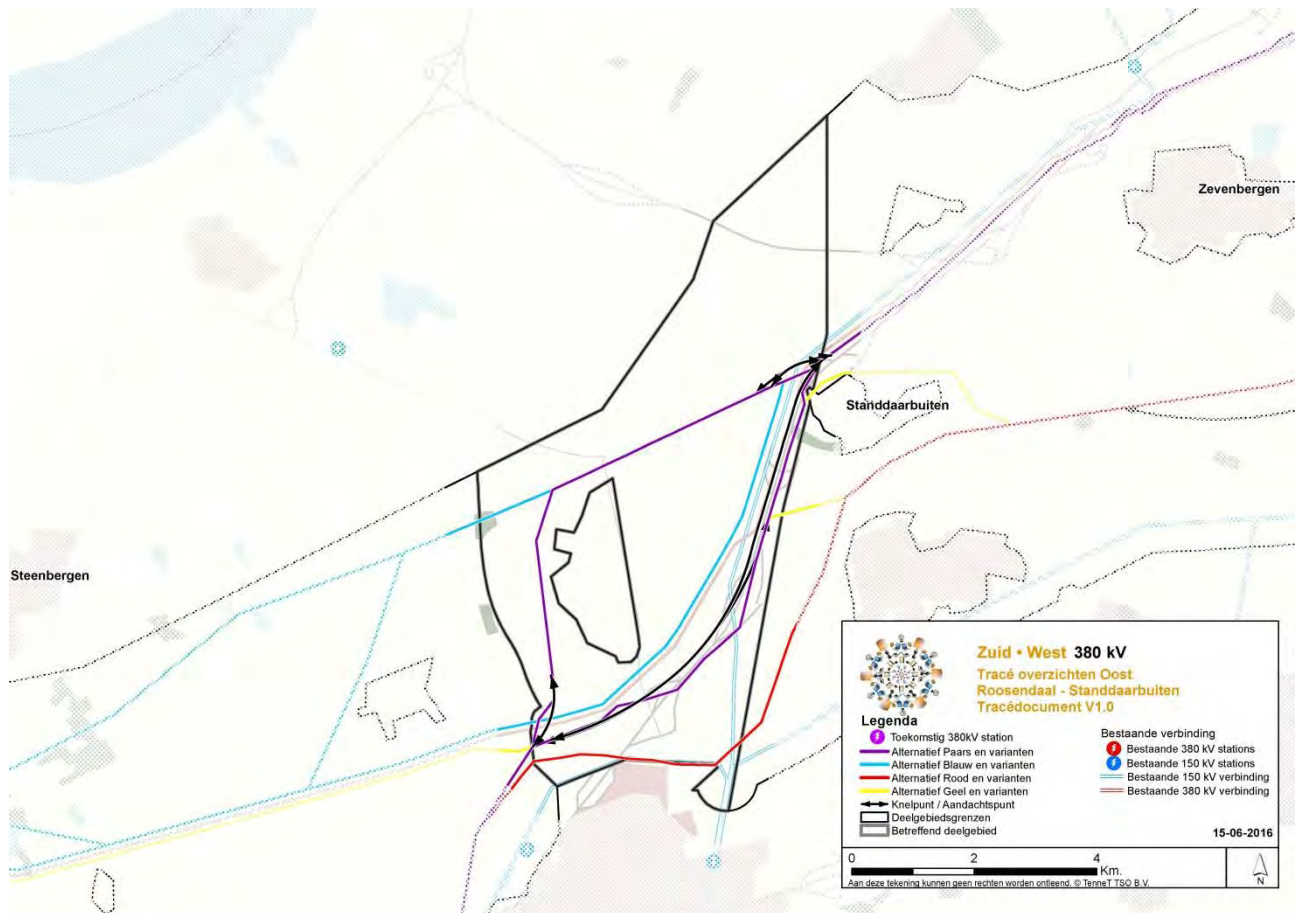 Zevenbergen
Standdaarbuiten
Steenbergen
Zuid • West 380 kV
Tracé overzichten Oost
Roosendaal - Standdaarbuiten
Tracédocument V1.0
Legenda
Toekomstig 380kV station
Alternatief Paars en varianten
Alternatief Blauw en varianten
Alternatief Rood en varianten
Alternatief Geel en varianten
Knelpunt / Aandachtspunt
Deelgebiedsgrenzen
Betreffend deelgebied
Bestaande verbinding
Bestaande 380 kV stations
Bestaande 150 kV stations
Bestaande 150 kV verbinding
Bestaande 380 kV verbinding
15-06-2016
0 2 4
Km.
Aan deze tekening kunnen geen rechten worden ontleend. © TenneT TSO B.V.
N